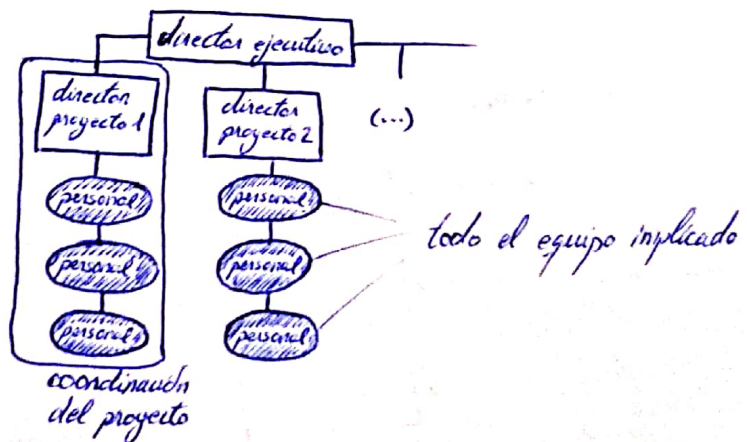 director ejecutivo
director
proyecto 1
director
proyecto 2
(...)
personal
personal
personal
personal
personal
personal
todo el equipo implicado
coordinación
del proyecto